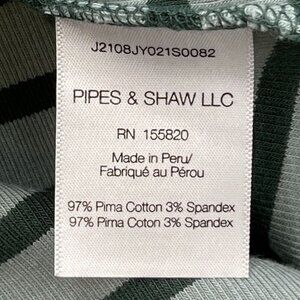 J2108JY021S0082
PIPES & SHAW LLC
RN 155820
Made in Peru/
Fabriqué au Pérou
97% Pima Cotton 3% Spandex
97% Pima Cotton 3% Spandex